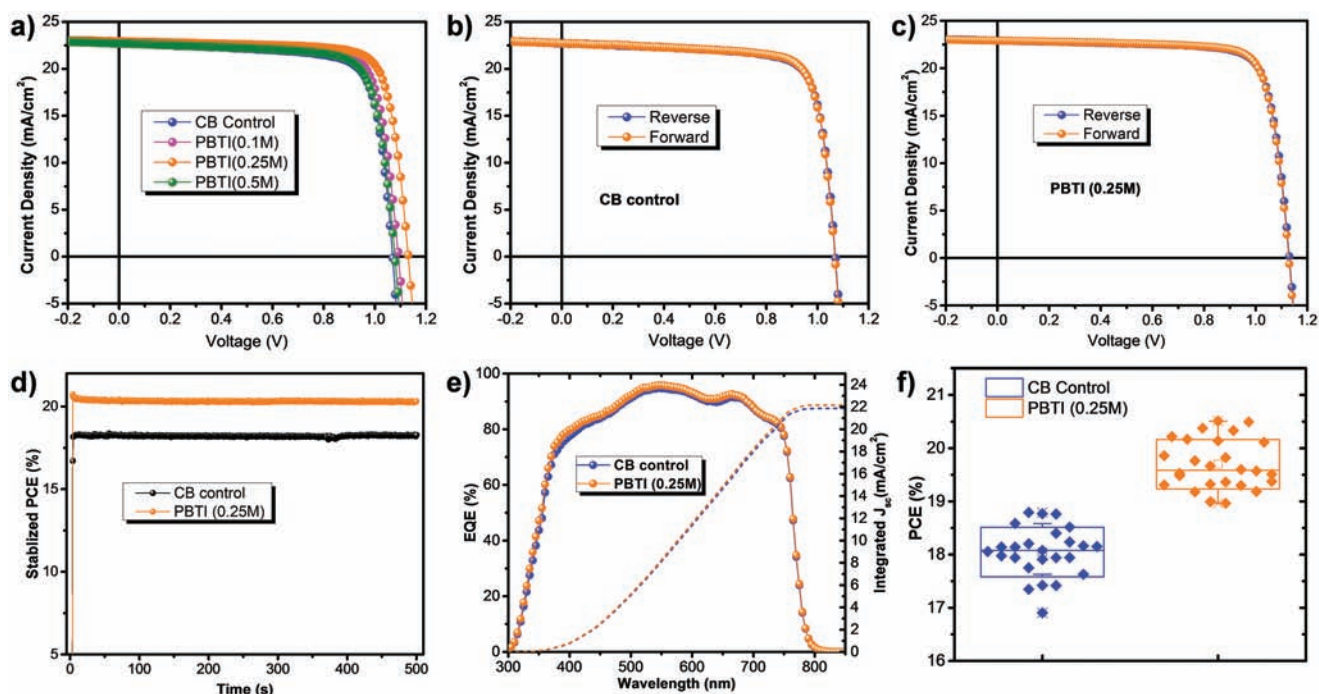 a)
25
20
15
10
5
0
-5
Current Density (mA/cm²)
CB Control
PBTI(0.1M)
PBTI(0.25M)
PBTI(0.5M)
-0.2 0.0 0.2 0.4 0.6 0.8 1.0 1.2
Voltage (V)
b)
25
20
15
10
5
0
-5
Current Density (mA/cm²)
Reverse
Forward
CB control
-0.2 0.0 0.2 0.4 0.6 0.8 1.0 1.2
Voltage (V)
c)
25
20
15
10
5
0
-5
Current Density (mA/cm²)
Reverse
Forward
PBTI (0.25M)
-0.2 0.0 0.2 0.4 0.6 0.8 1.0 1.2
Voltage (V)
d)
20
15
10
5
Stablized PCE (%)
CB control
PBTI (0.25M)
0 100 200 300 400 500
Time (s)
e)
100
80
60
40
20
0
EQE (%)
CB control
PBTI (0.25M)
24
22
20
18
16
14
12
10
8
6
4
2
0
Integrated Jsc(mA/cm²)
300 400 500 600 700 800
Wavelength (nm)
f)
21
20
19
18
17
16
PCE (%)
CB Control
PBTI (0.25M)